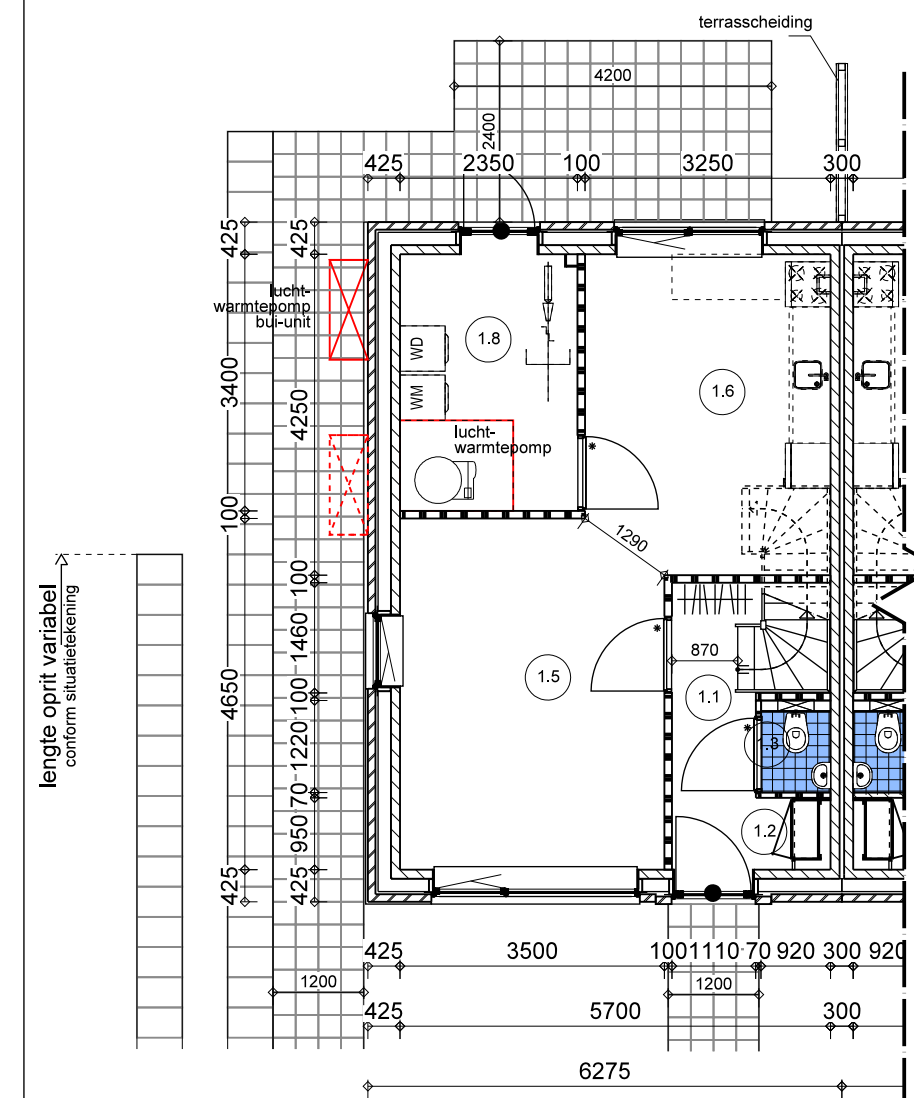 terrasscheiding
4200
2400
425 2350 100 3250 300
425
425
lucht-
warmtepomp
bui-unit
1.8
WD
3400
4250
1.6
WM
lucht-
warmtepomp
100
1290
100
lengte oprit variabel
conform situatietekening
1460
870
1.5
1.1
4650
100
1.3
1220
70
1.2
950
425
425
425 3500 100 1110 70 920 300 920
1200
1200
425 5700 300
6275